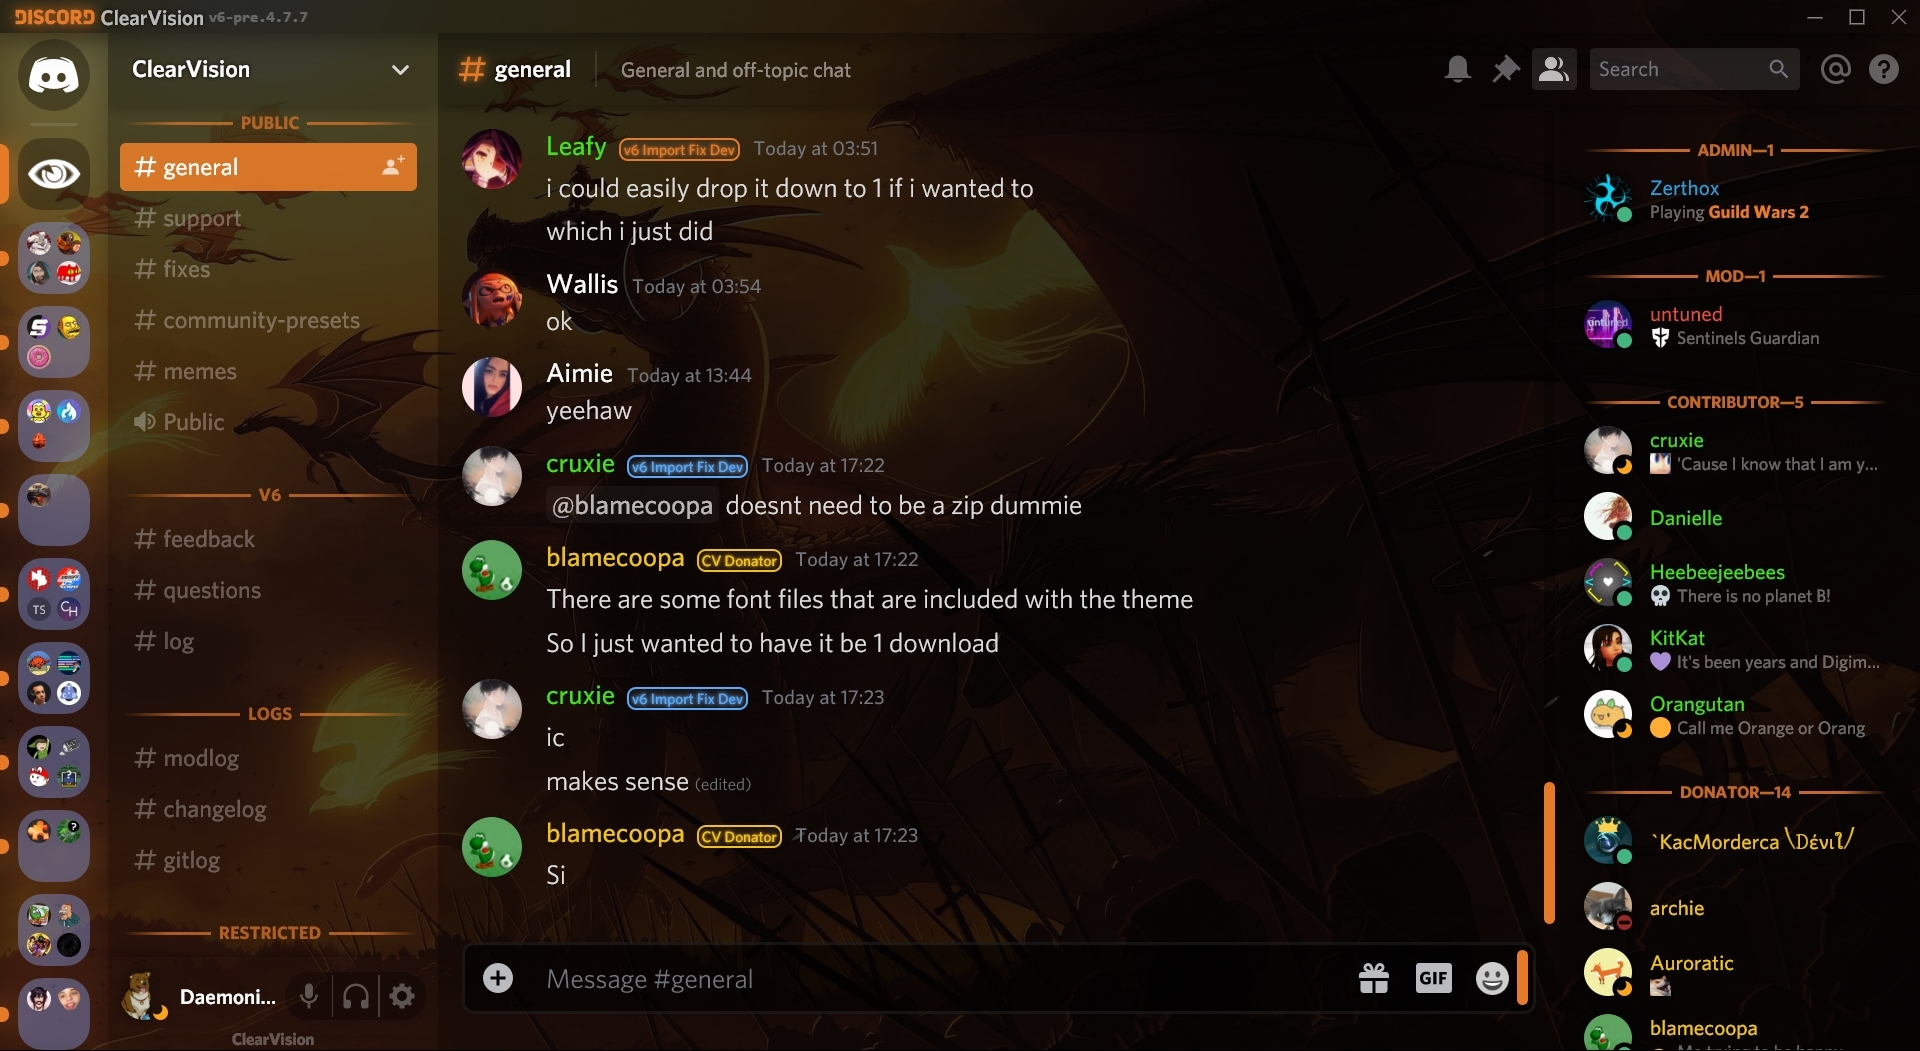 DISCORD ClearVision v6-pre.4.7.7
ClearVision
PUBLIC
general
support
fixes
community-presets
memes
Public
V6
feedback
questions
log
LOGS
modlog
changelog
gitlog
RESTRICTED
Daemoni...
ClearVision
TS
CH
# general
General and off-topic chat
Search
Leafy v6 Import Fix Dev Today at 03:51
i could easily drop it down to 1 if i wanted to
which i just did
Wallis Today at 03:54
ok
Aimie Today at 13:44
yeehaw
cruxie v6 Import Fix Dev Today at 17:22
@blamecoopa doesnt need to be a zip dummie
blamecoopa CV Donator Today at 17:22
There are some font files that are included with the theme
So I just wanted to have it be 1 download
cruxie v6 Import Fix Dev Today at 17:23
ic
makes sense (edited)
blamecoopa CV Donator Today at 17:23
Si
Message #general
GIF
ADMIN—1
Zerthox
Playing Guild Wars 2
MOD—1
untuned
untuned
Sentinels Guardian
CONTRIBUTOR—5
cruxie
'Cause I know that I am y...
Danielle
Heebeejeebees
There is no planet B!
KitKat
It's been years and Digim...
Orangutan
Call me Orange or Orang
DONATOR—14
archie
Auroratic
blamecoopa